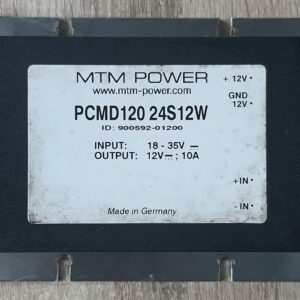 MTM POWER
www.mtm-power.com
PCMD120 24S12W
ID: 900592-01200
INPUT: 18 - 35V ⎓
OUTPUT: 12V⎓ ; 10A
Made in Germany
+ 12V
GND
12V
+IN
- IN